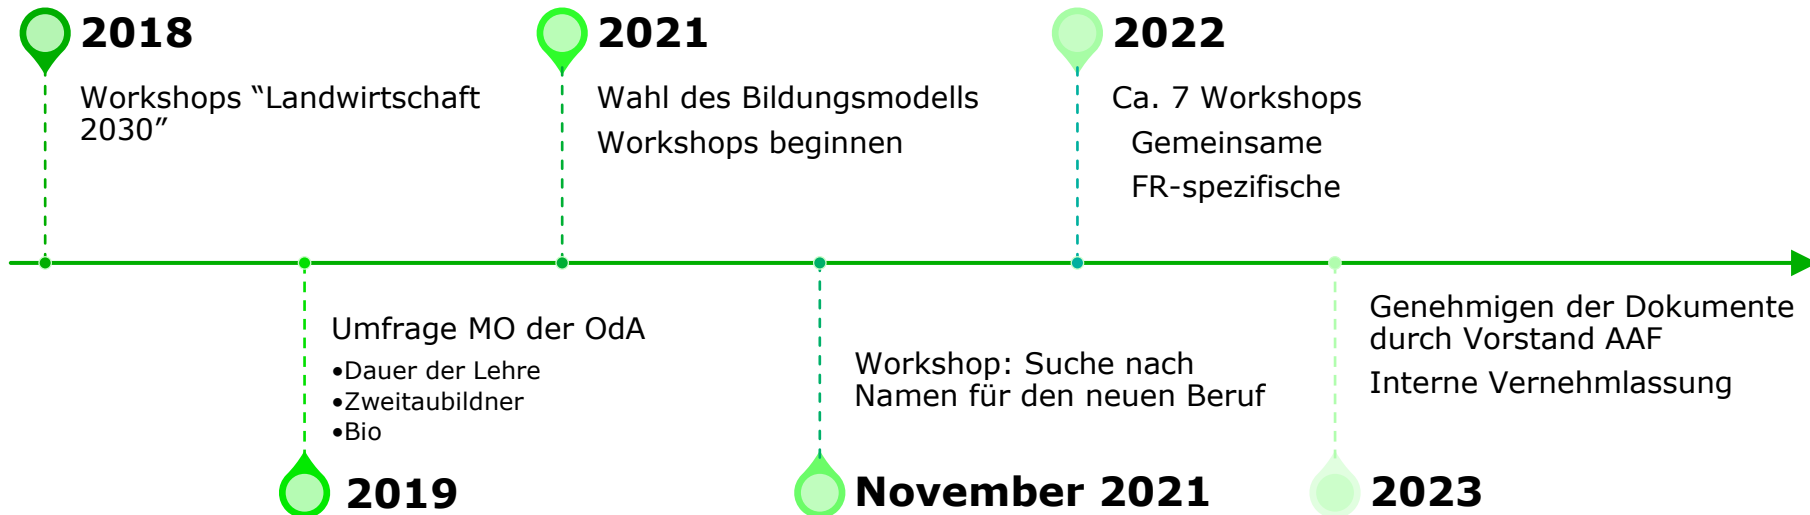 2018
Workshops “Landwirtschaft
2030”
2019
Umfrage MO der OdA
•Dauer der Lehre
•Zweitaubildner
•Bio
2021
Wahl des Bildungsmodells
Workshops beginnen
November 2021
Workshop: Suche nach
Namen für den neuen Beruf
2022
Ca. 7 Workshops
Gemeinsame
FR-spezifische
2023
Genehmigen der Dokumente
durch Vorstand AAF
Interne Vernehmlassung